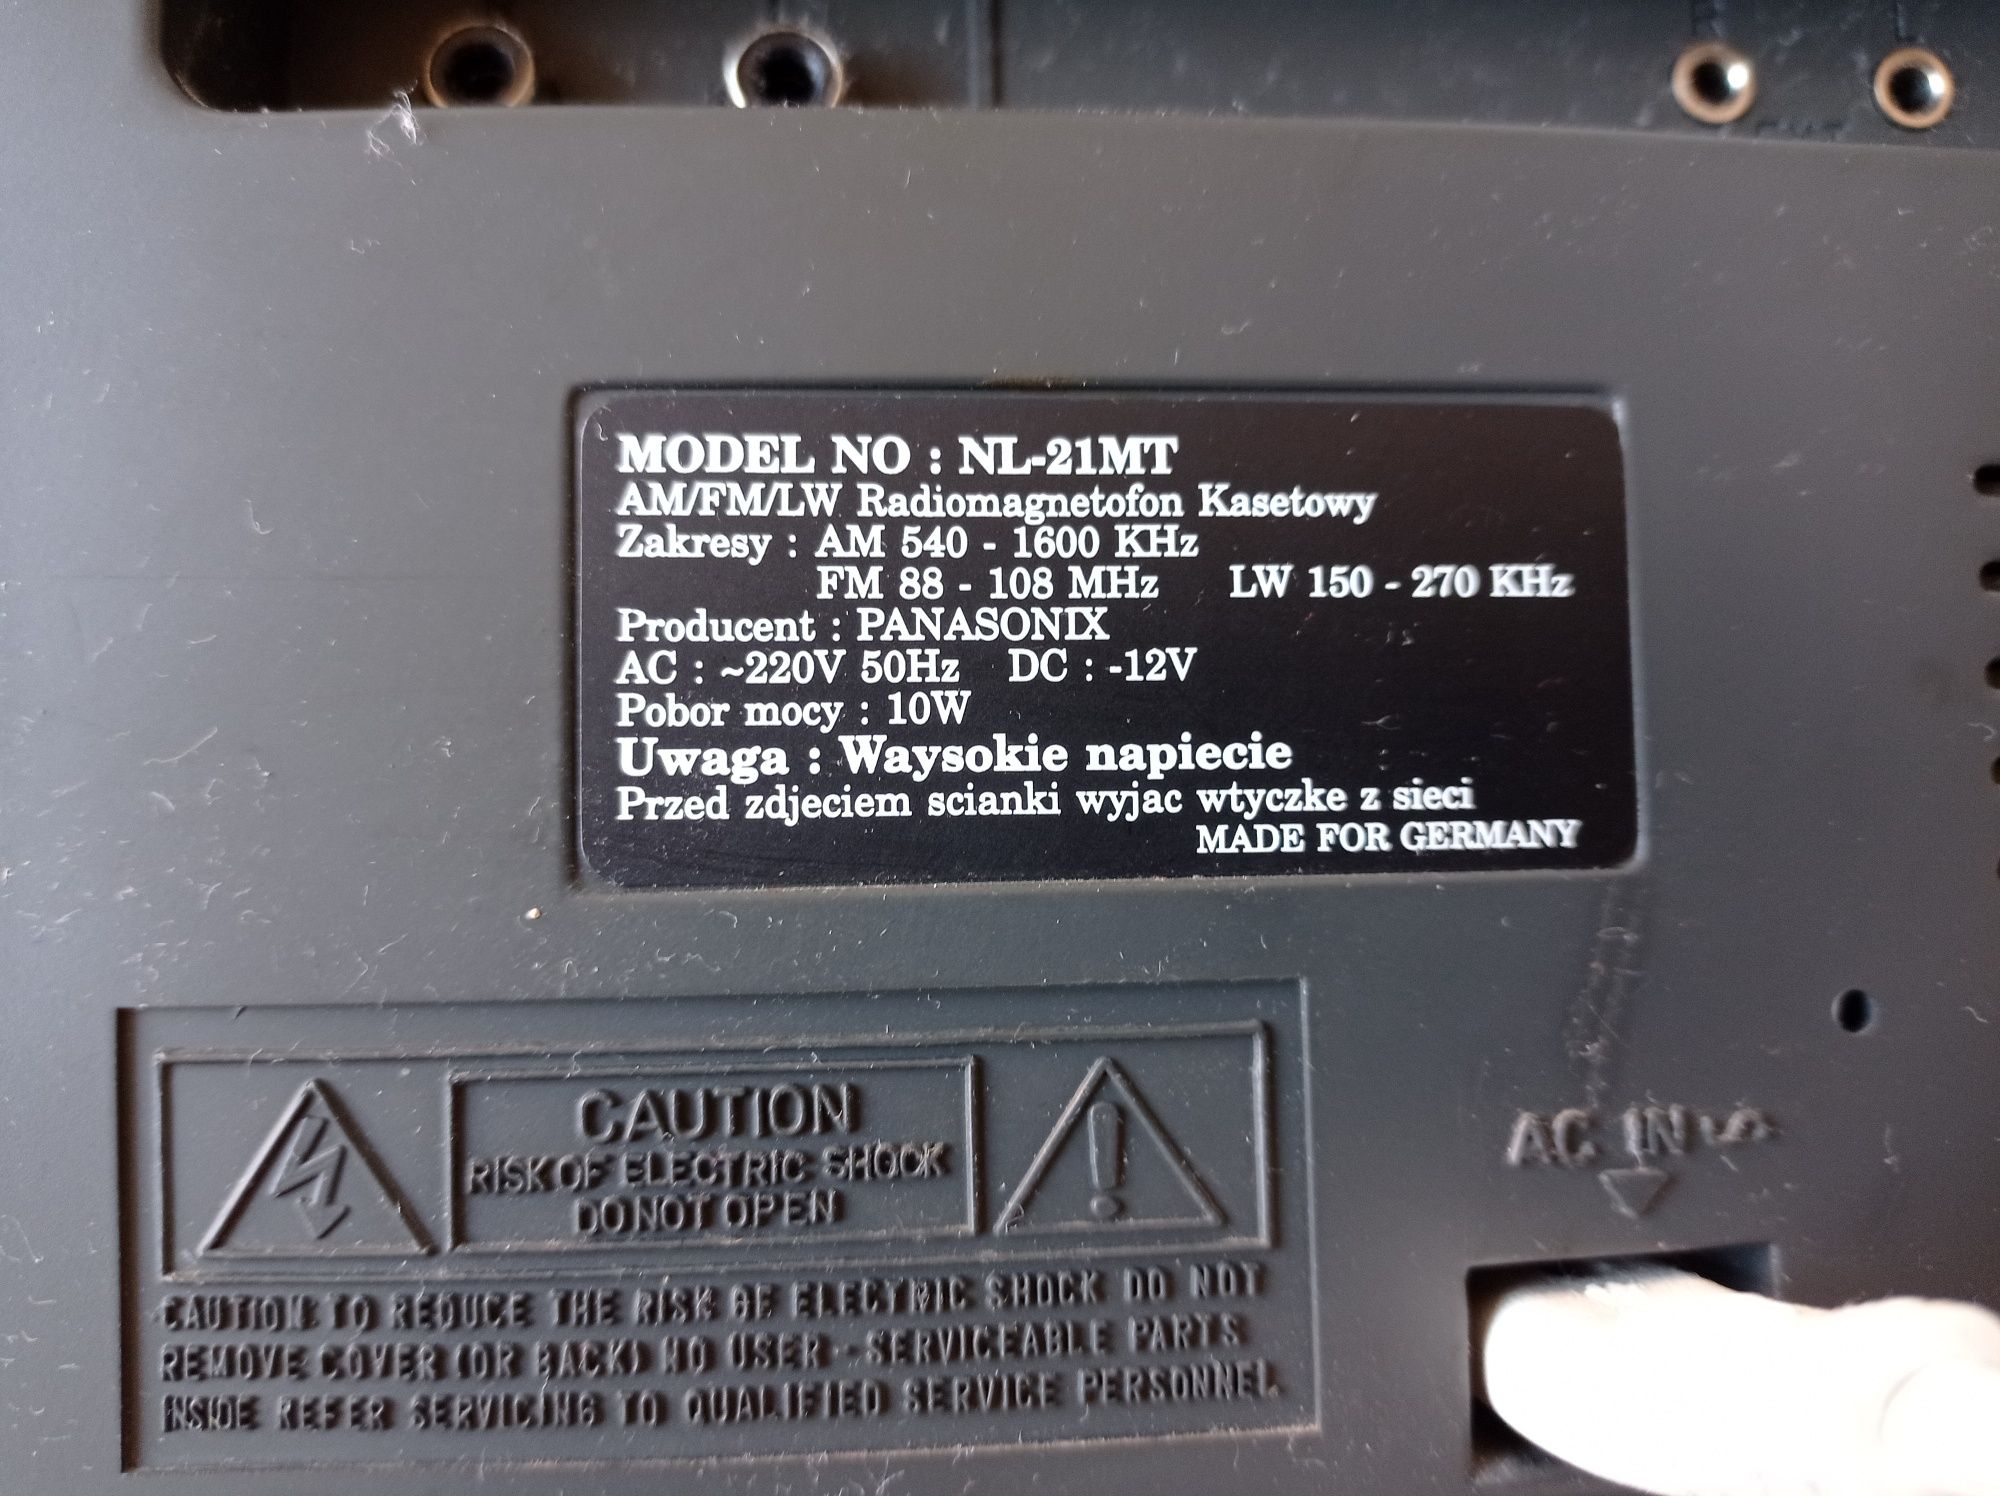 MODEL NO : NL-21MT
AM/FM/LW Radiomagnetofon Kasetowy
Zakresy : AM 540 - 1600 KHz
FM 88 - 108 MHz LW 150 - 270 KHz
Producent : PANASONIX
AC : ~220V 50Hz DC : -12V
Pobor mocy : 10W
Uwaga : Waysokie napiecie
Przed zdjeciem scianki wyjac wtyczke z sieci
MADE FOR GERMANY
CAUTION
RISK OF ELECTRIC SHOCK
DO NOT OPEN
AC IN ~
CAUTION: TO REDUCE THE RISK OF ELECTRIC SHOCK DO NOT
REMOVE COVER (OR BACK) NO USER - SERVICEABLE PARTS
INSIDE REFER SERVICING TO QUALIFIED SERVICE PERSONNEL